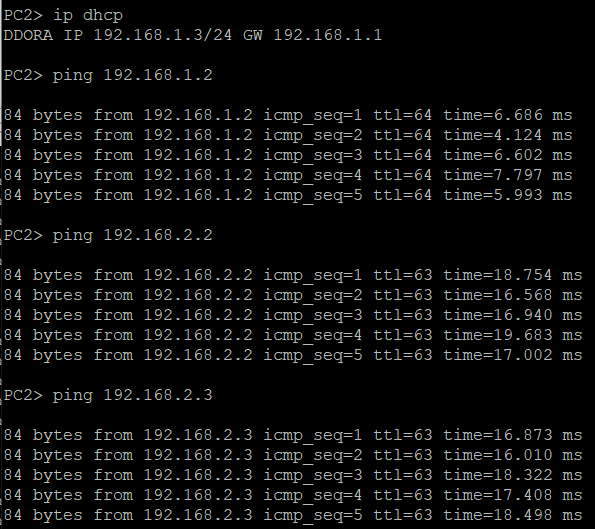 PC2> ip dhcp
DDORA IP 192.168.1.3/24 GW 192.168.1.1
PC2> ping 192.168.1.2
84 bytes from 192.168.1.2 icmp_seq=1 ttl=64 time=6.686 ms
84 bytes from 192.168.1.2 icmp_seq=2 ttl=64 time=4.124 ms
84 bytes from 192.168.1.2 icmp_seq=3 ttl=64 time=6.602 ms
84 bytes from 192.168.1.2 icmp_seq=4 ttl=64 time=7.797 ms
84 bytes from 192.168.1.2 icmp_seq=5 ttl=64 time=5.993 ms
PC2> ping 192.168.2.2
84 bytes from 192.168.2.2 icmp_seq=1 ttl=63 time=18.754 ms
84 bytes from 192.168.2.2 icmp_seq=2 ttl=63 time=16.568 ms
84 bytes from 192.168.2.2 icmp_seq=3 ttl=63 time=16.940 ms
84 bytes from 192.168.2.2 icmp_seq=4 ttl=63 time=19.683 ms
84 bytes from 192.168.2.2 icmp_seq=5 ttl=63 time=17.002 ms
PC2> ping 192.168.2.3
84 bytes from 192.168.2.3 icmp_seq=1 ttl=63 time=16.873 ms
84 bytes from 192.168.2.3 icmp_seq=2 ttl=63 time=16.010 ms
84 bytes from 192.168.2.3 icmp_seq=3 ttl=63 time=18.322 ms
84 bytes from 192.168.2.3 icmp_seq=4 ttl=63 time=17.408 ms
84 bytes from 192.168.2.3 icmp_seq=5 ttl=63 time=18.498 ms